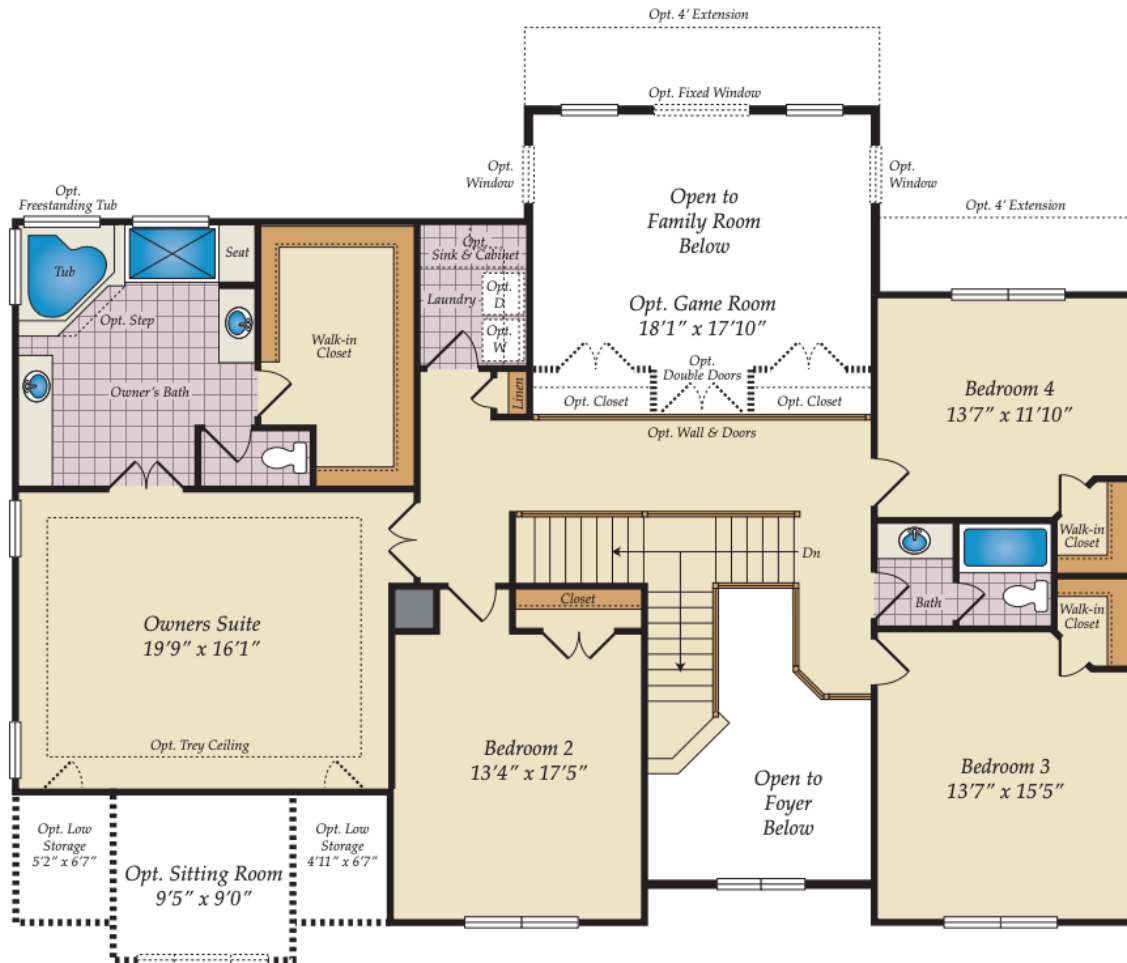 Opt. 4' Extension
Opt. Fixed Window
Opt.
Window
Opt.
Window
Open to
Family Room
Below
Opt. Game Room
18'1" x 17'10"
Opt. 4' Extension
Opt.
Freestanding Tub
Tub
Seat
Opt. Step
Owner's Bath
Walk-in
Closet
Opt.
Sink & Cabinet
Laundry
Opt.
D
Opt.
W
Linen
Opt.
Double Doors
Opt. Closet
Opt. Closet
Opt. Wall & Doors
Bedroom 4
13'7" x 11'10"
Walk-in
Closet
Dn
Bath
Walk-in
Closet
Closet
Owners Suite
19'9" x 16'1"
Opt. Trey Ceiling
Bedroom 2
13'4" x 17'5"
Open to
Foyer
Below
Bedroom 3
13'7" x 15'5"
Opt. Low
Storage
5'2" x 6'7"
Opt. Sitting Room
9'5" x 9'0"
Opt. Low
Storage
4'11" x 6'7"